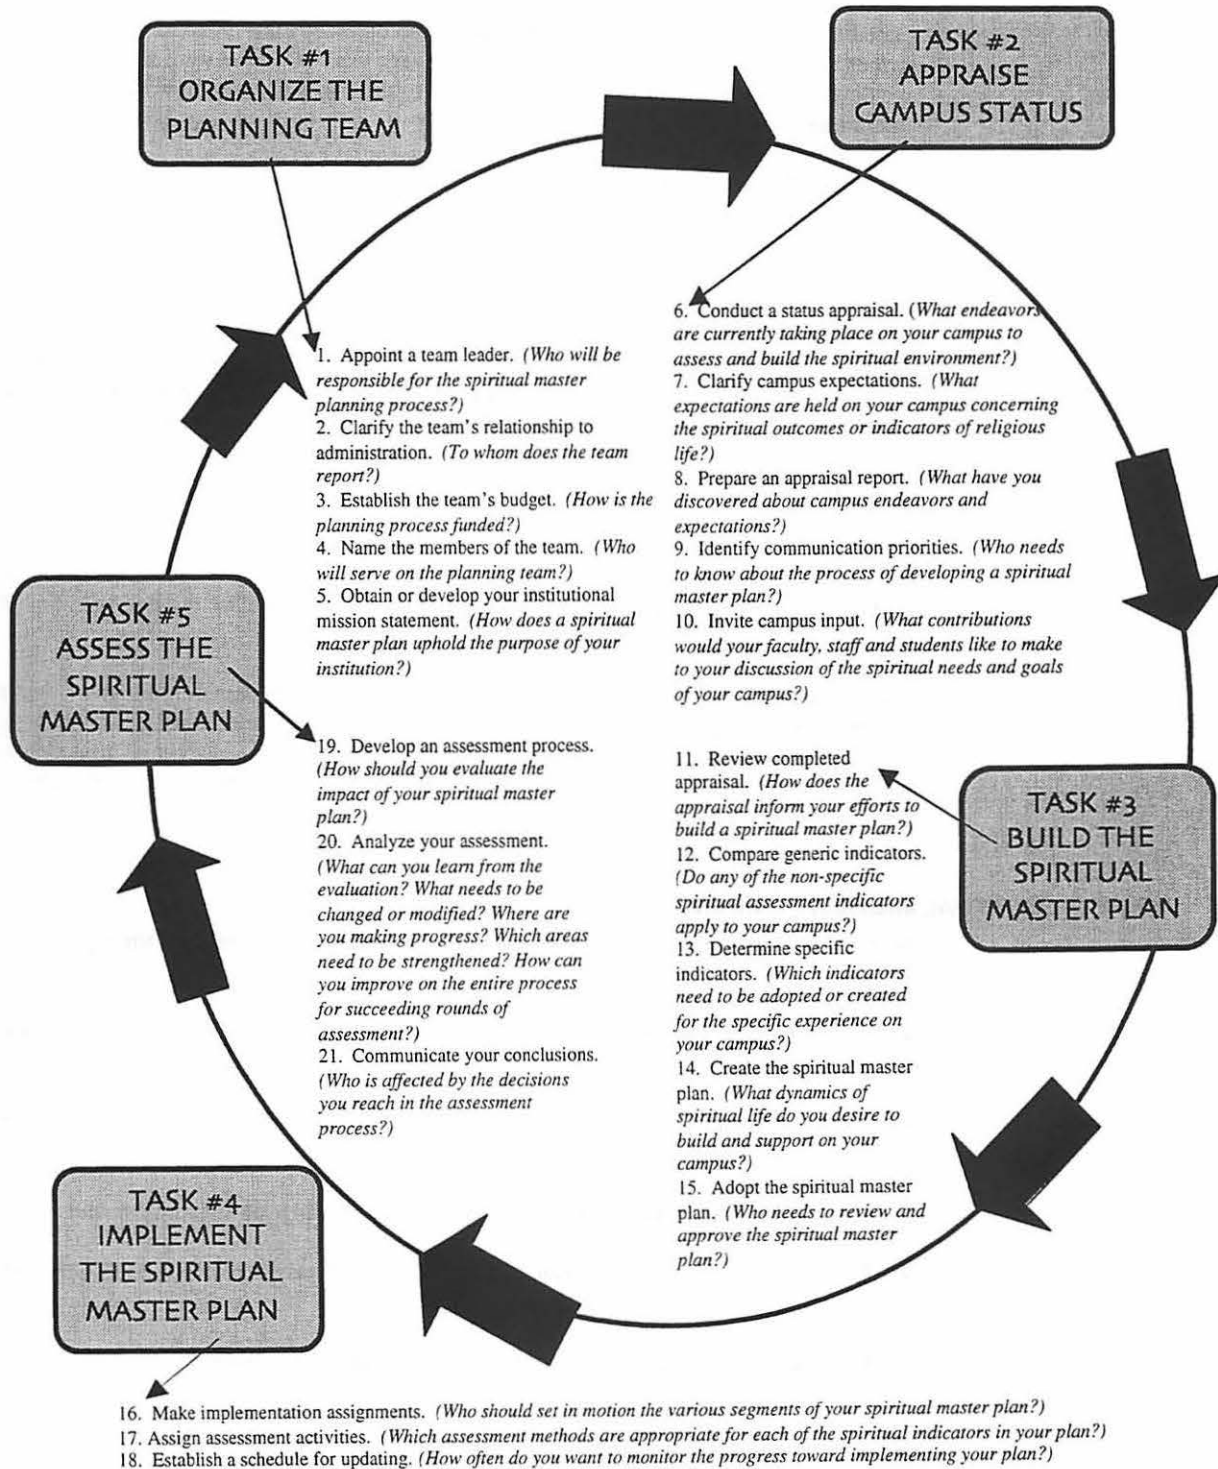 TASK #1
ORGANIZE THE
PLANNING TEAM
TASK #2
APPRAISE
CAMPUS STATUS
1. Appoint a team leader. (Who will be
responsible for the spiritual master
planning process?)
2. Clarify the team's relationship to
administration. (To whom does the team
report?)
3. Establish the team's budget. (How is the
planning process funded?)
4. Name the members of the team. (Who
will serve on the planning team?)
5. Obtain or develop your institutional
mission statement. (How does a spiritual
master plan uphold the purpose of your
institution?)
6. Conduct a status appraisal. (What endeavors
are currently taking place on your campus to
assess and build the spiritual environment?)
7. Clarify campus expectations. (What
expectations are held on your campus concerning
the spiritual outcomes or indicators of religious
life?)
8. Prepare an appraisal report. (What have you
discovered about campus endeavors and
expectations?)
9. Identify communication priorities. (Who needs
to know about the process of developing a spiritual
master plan?)
10. Invite campus input. (What contributions
would your faculty, staff and students like to make
to your discussion of the spiritual needs and goals
of your campus?)
TASK #5
ASSESS THE
SPIRITUAL
MASTER PLAN
19. Develop an assessment process.
(How should you evaluate the
impact of your spiritual master
plan?)
20. Analyze your assessment.
(What can you learn from the
evaluation? What needs to be
changed or modified? Where are
you making progress? Which areas
need to be strengthened? How can
you improve on the entire process
for succeeding rounds of
assessment?)
21. Communicate your conclusions.
(Who is affected by the decisions
you reach in the assessment
process?)
11. Review completed
appraisal. (How does the
appraisal inform your efforts to
build a spiritual master plan?)
12. Compare generic indicators.
(Do any of the non-specific
spiritual assessment indicators
apply to your campus?)
13. Determine specific
indicators. (Which indicators
need to be adopted or created
for the specific experience on
your campus?)
14. Create the spiritual master
plan. (What dynamics of
spiritual life do you desire to
build and support on your
campus?)
15. Adopt the spiritual master
plan. (Who needs to review and
approve the spiritual master
plan?)
TASK #3
BUILD THE
SPIRITUAL
MASTER PLAN
TASK #4
IMPLEMENT
THE SPIRITUAL
MASTER PLAN
16. Make implementation assignments. (Who should set in motion the various segments of your spiritual master plan?)
17. Assign assessment activities. (Which assessment methods are appropriate for each of the spiritual indicators in your plan?)
18. Establish a schedule for updating. (How often do you want to monitor the progress toward implementing your plan?)